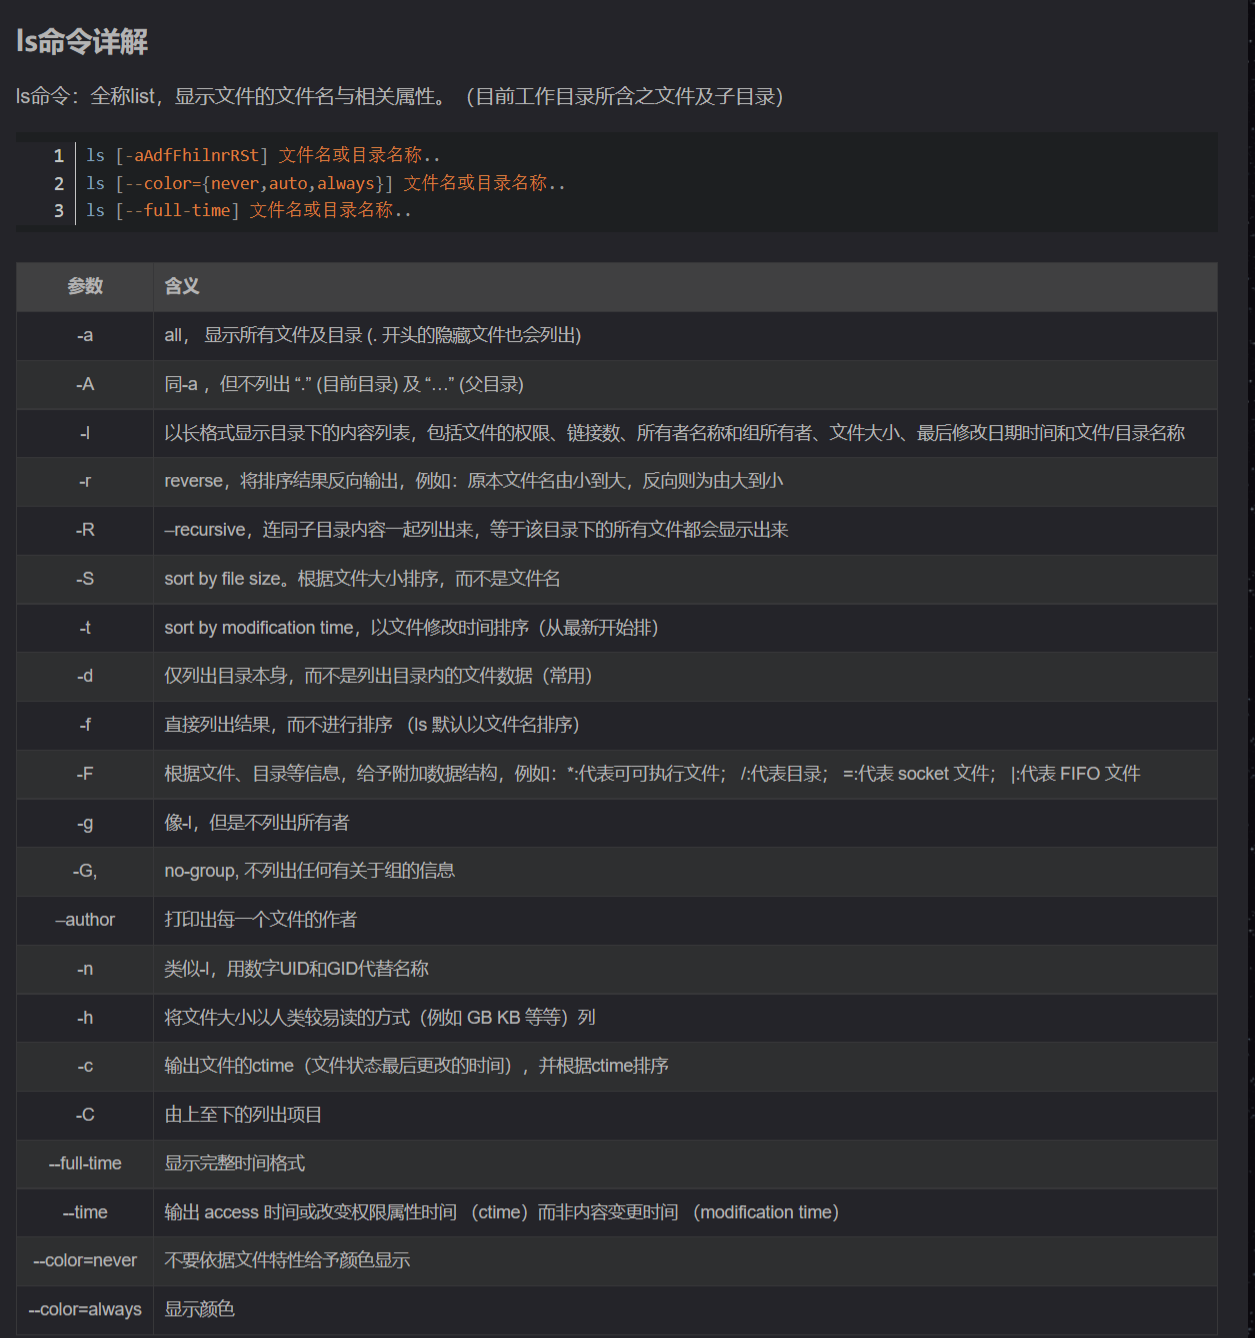 ls命令详解
ls命令：全称list，显示文件的文件名与相关属性。（目前工作目录所含之文件及子目录）
1 ls [-aAdfFhilnrRSt] 文件名或目录名称..
2 ls [--color={never,auto,always}] 文件名或目录名称..
3 ls [--full-time] 文件名或目录名称..
参数 含义
-a all， 显示所有文件及目录 (. 开头的隐藏文件也会列出)
-A 同-a ，但不列出 “.” (目前目录) 及 “…” (父目录)
-l 以长格式显示目录下的内容列表，包括文件的权限、链接数、所有者名称和组所有者、文件大小、最后修改日期时间和文件/目录名称
-r reverse，将排序结果反向输出，例如：原本文件名由小到大，反向则为由大到小
-R –recursive，连同子目录内容一起列出来，等于该目录下的所有文件都会显示出来
-S sort by file size。根据文件大小排序，而不是文件名
-t sort by modification time，以文件修改时间排序（从最新开始排）
-d 仅列出目录本身，而不是列出目录内的文件数据（常用）
-f 直接列出结果，而不进行排序 （ls 默认以文件名排序）
-F 根据文件、目录等信息，给予附加数据结构，例如：*:代表可可执行文件； /:代表目录； =:代表 socket 文件； |:代表 FIFO 文件
-g 像-l，但是不列出所有者
-G, no-group, 不列出任何有关于组的信息
–author 打印出每一个文件的作者
-n 类似-l，用数字UID和GID代替名称
-h 将文件大小以人类较易读的方式（例如 GB KB 等等）列
-c 输出文件的ctime（文件状态最后更改的时间），并根据ctime排序
-C 由上至下的列出项目
--full-time 显示完整时间格式
--time 输出 access 时间或改变权限属性时间 （ctime）而非内容变更时间 （modification time）
--color=never 不要依据文件特性给予颜色显示
--color=always 显示颜色